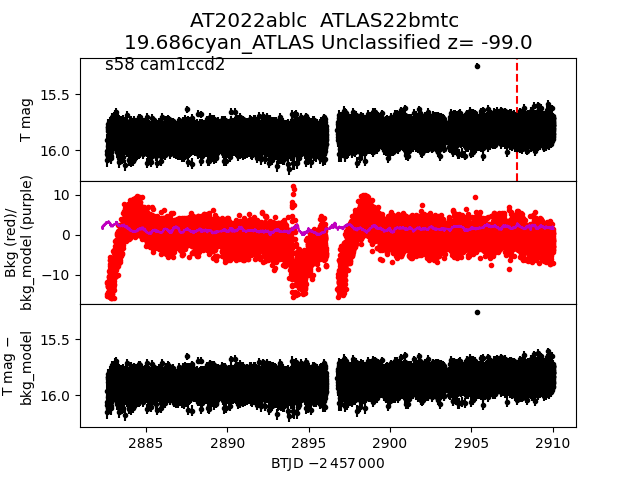 AT2022ablc  ATLAS22bmtc
19.686cyan_ATLAS Unclassified z= -99.0
s58 cam1ccd2
T mag
15.5
16.0
Bkg (red)/
bkg_model (purple)
10
0
−10
T mag −
bkg_model
15.5
16.0
2885 2890 2895 2900 2905 2910
BTJD −2 457 000